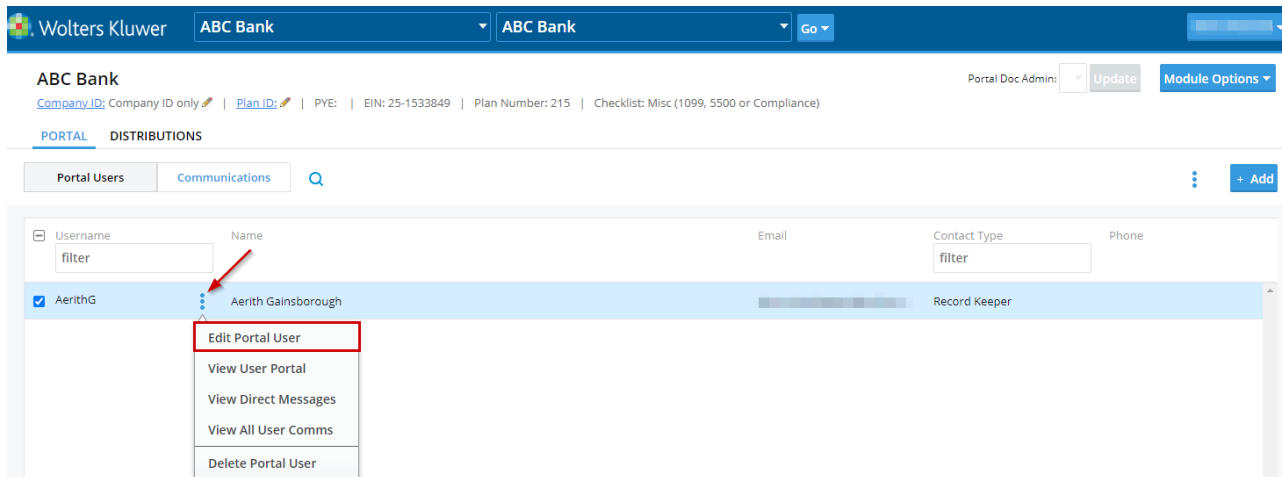 Wolters Kluwer ABC Bank ABC Bank Go
ABC Bank Portal Doc Admin: Update Module Options
Company ID: Company ID only | Plan ID: | PYE: | EIN: 25-1533849 | Plan Number: 215 | Checklist: Misc (1099, 5500 or Compliance)
PORTAL DISTRIBUTIONS
Portal Users Communications + Add
Username Name Email Contact Type Phone
filter filter
AerithG Aerith Gainsborough Record Keeper
Edit Portal User
View User Portal
View Direct Messages
View All User Comms
Delete Portal User